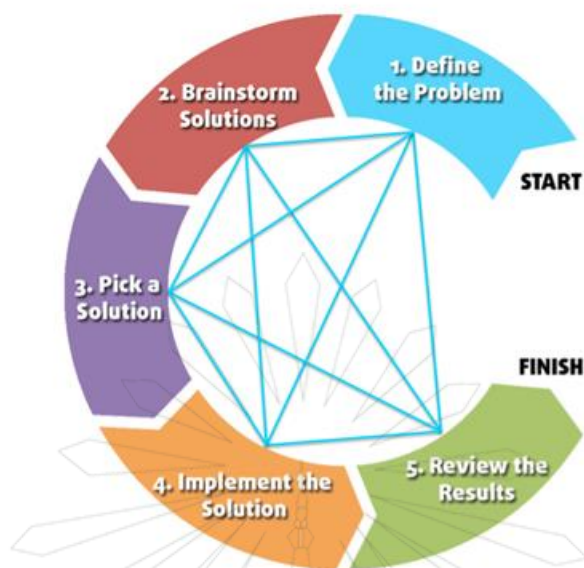 1. Define
the Problem
2. Brainstorm
Solutions
START
3. Pick a
Solution
FINISH
4. Implement the
Solution
5. Review the
Results